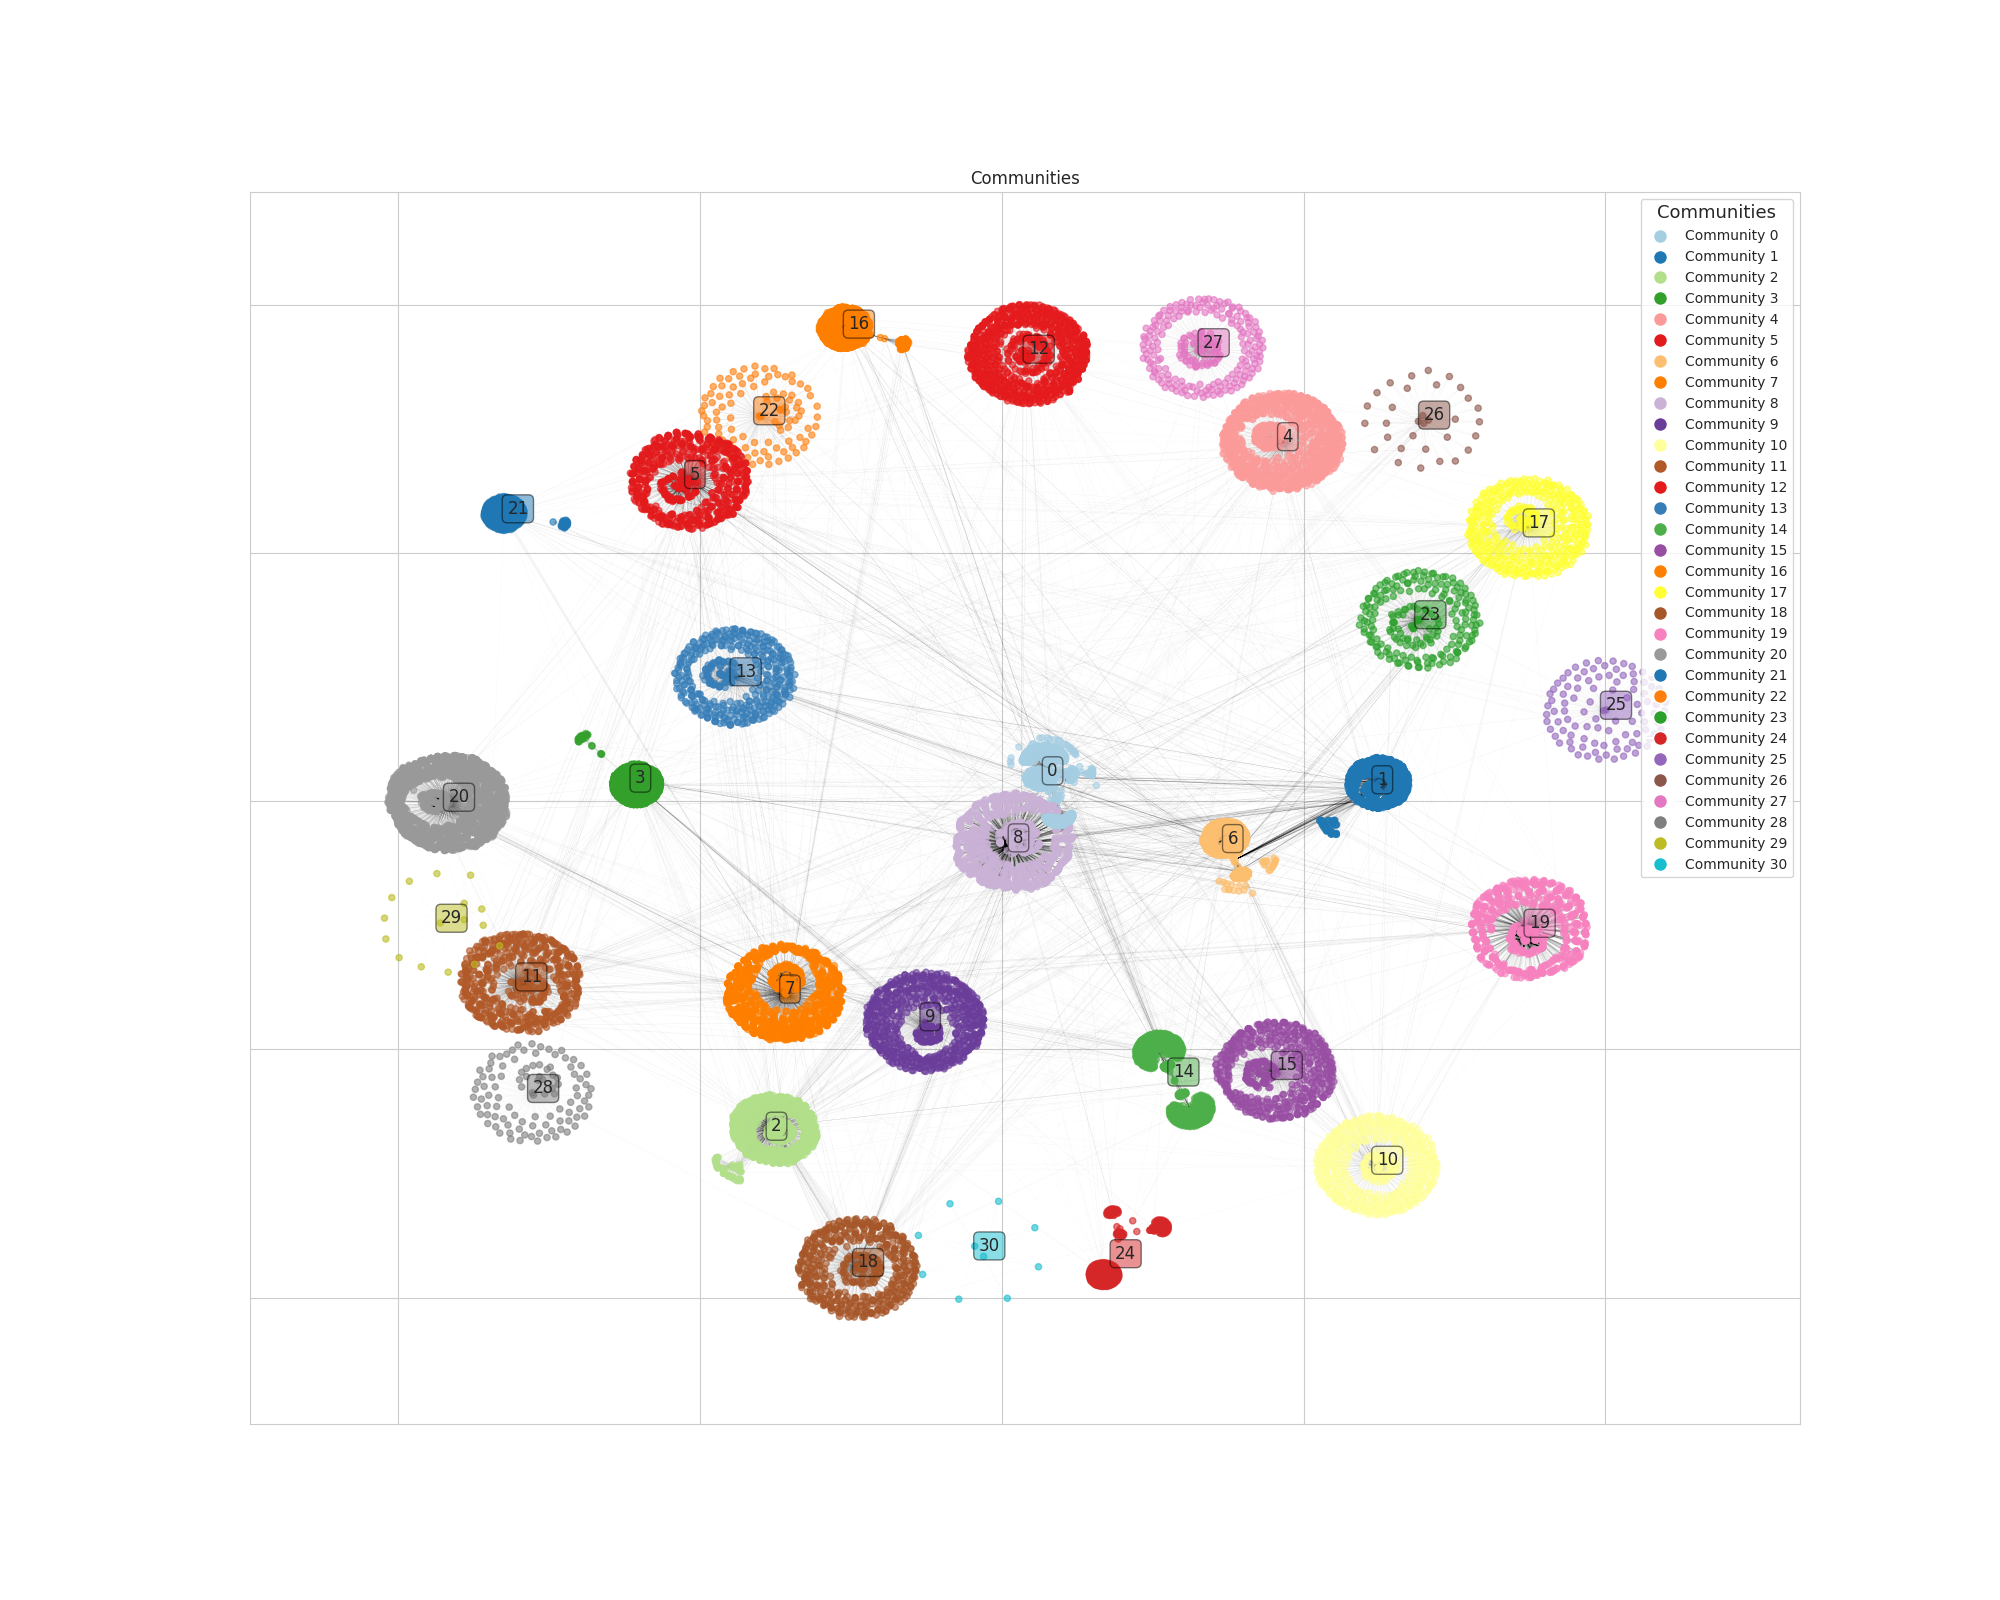 Communities
Communities
Community 0
Community 1
Community 2
Community 3
Community 4
Community 5
Community 6
Community 7
Community 8
Community 9
Community 10
Community 11
Community 12
Community 13
Community 14
Community 15
Community 16
Community 17
Community 18
Community 19
Community 20
Community 21
Community 22
Community 23
Community 24
Community 25
Community 26
Community 27
Community 28
Community 29
Community 30
16
27
12
22
26
4
5
21
17
23
13
25
0
3
1
20
8
6
29
19
11
7
9
15
14
28
2
10
30
24
18